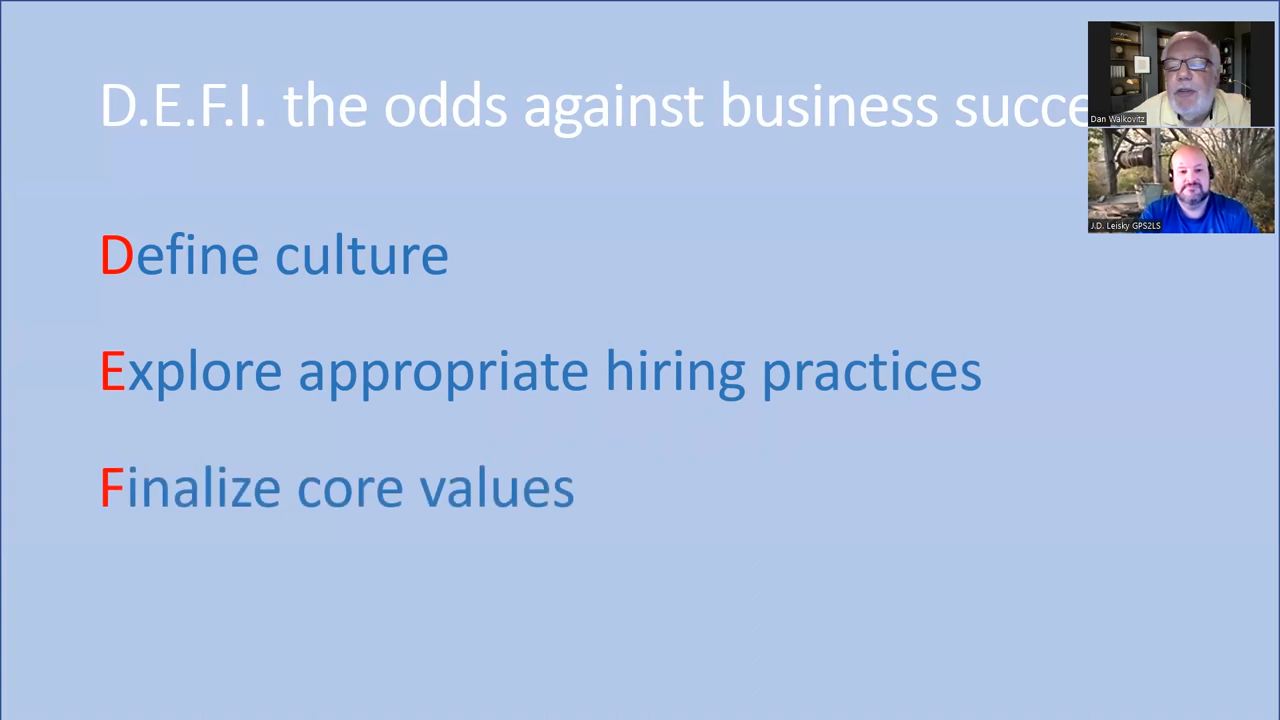 D.E.F.I. the odds against business succe
Define culture
Explore appropriate hiring practices
Finalize core values
Dan Walkovitz
J.D. Leisky GPS2LS